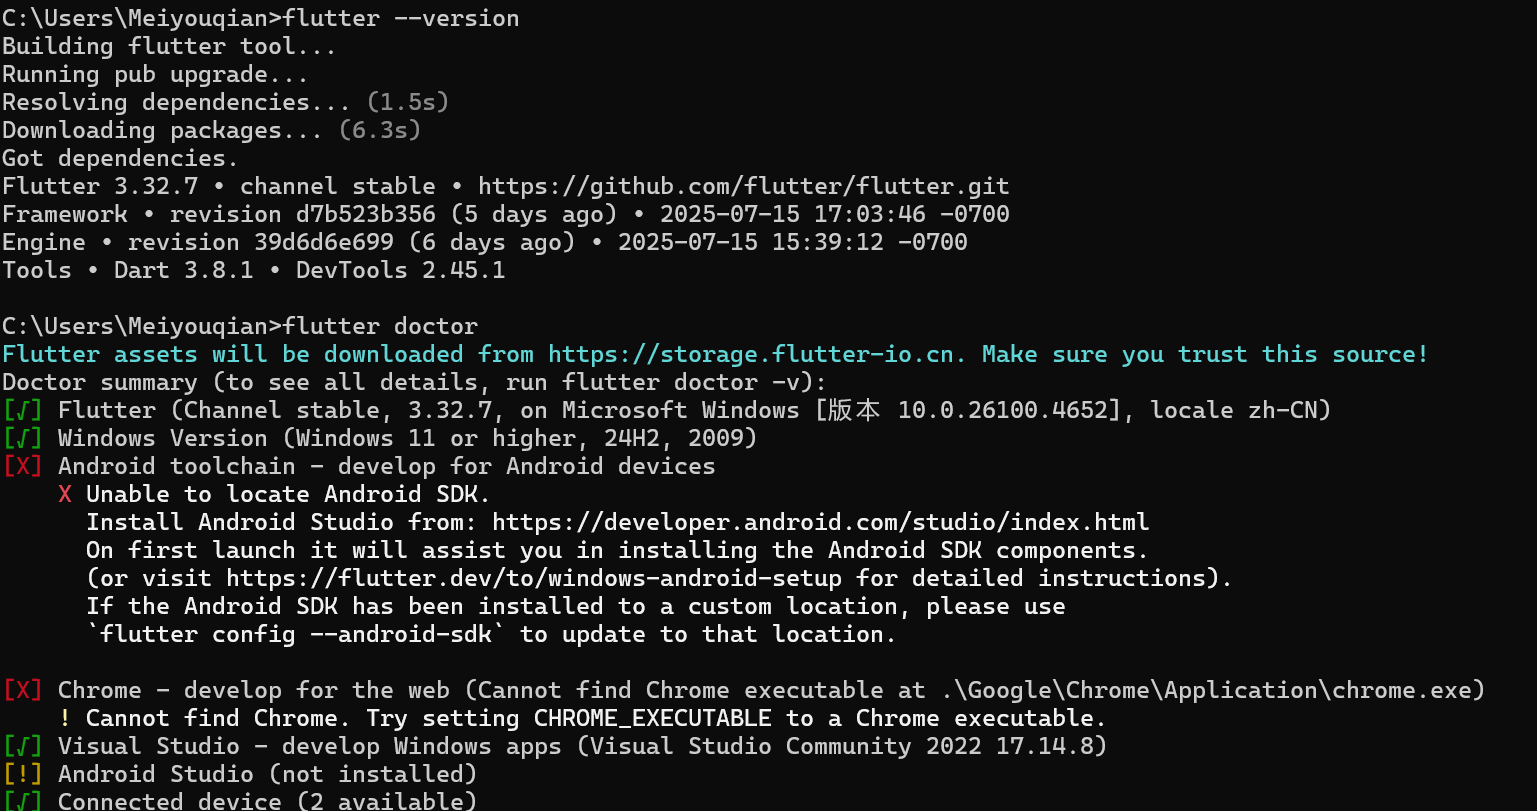 C:\Users\Meiyouqian>flutter --version
Building flutter tool...
Running pub upgrade...
Resolving dependencies... (1.5s)
Downloading packages... (6.3s)
Got dependencies.
Flutter 3.32.7 • channel stable • https://github.com/flutter/flutter.git
Framework • revision d7b523b356 (5 days ago) • 2025-07-15 17:03:46 -0700
Engine • revision 39d6d6e699 (6 days ago) • 2025-07-15 15:39:12 -0700
Tools • Dart 3.8.1 • DevTools 2.45.1
C:\Users\Meiyouqian>flutter doctor
Flutter assets will be downloaded from https://storage.flutter-io.cn. Make sure you trust this source!
Doctor summary (to see all details, run flutter doctor -v):
[√] Flutter (Channel stable, 3.32.7, on Microsoft Windows [版本 10.0.26100.4652], locale zh-CN)
[√] Windows Version (Windows 11 or higher, 24H2, 2009)
[X] Android toolchain - develop for Android devices
X Unable to locate Android SDK.
Install Android Studio from: https://developer.android.com/studio/index.html
On first launch it will assist you in installing the Android SDK components.
(or visit https://flutter.dev/to/windows-android-setup for detailed instructions).
If the Android SDK has been installed to a custom location, please use
`flutter config --android-sdk` to update to that location.
[X] Chrome - develop for the web (Cannot find Chrome executable at .\Google\Chrome\Application\chrome.exe)
! Cannot find Chrome. Try setting CHROME_EXECUTABLE to a Chrome executable.
[√] Visual Studio - develop Windows apps (Visual Studio Community 2022 17.14.8)
[!] Android Studio (not installed)
[√] Connected device (2 available)